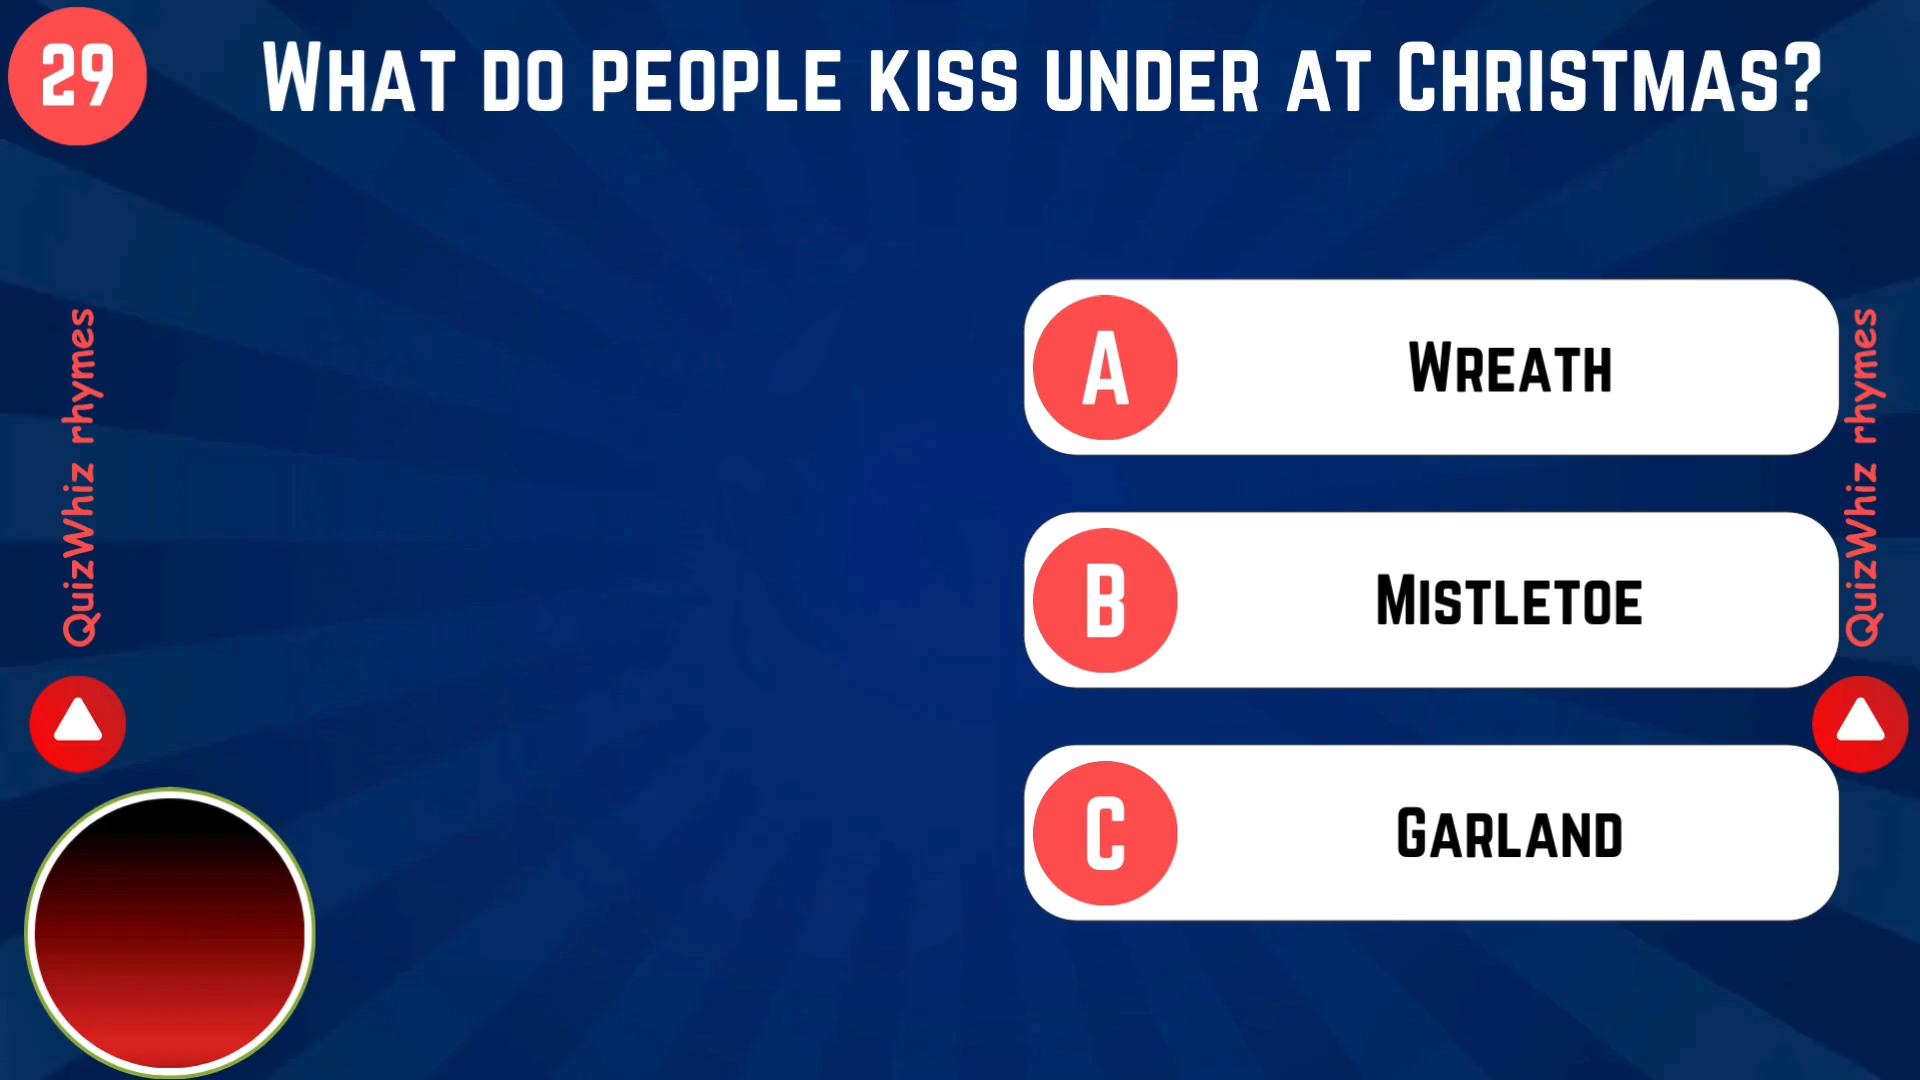 29
What do people kiss under at Christmas?
A
Wreath
B
Mistletoe
C
Garland
QuizWhiz rhymes
QuizWhiz rhymes